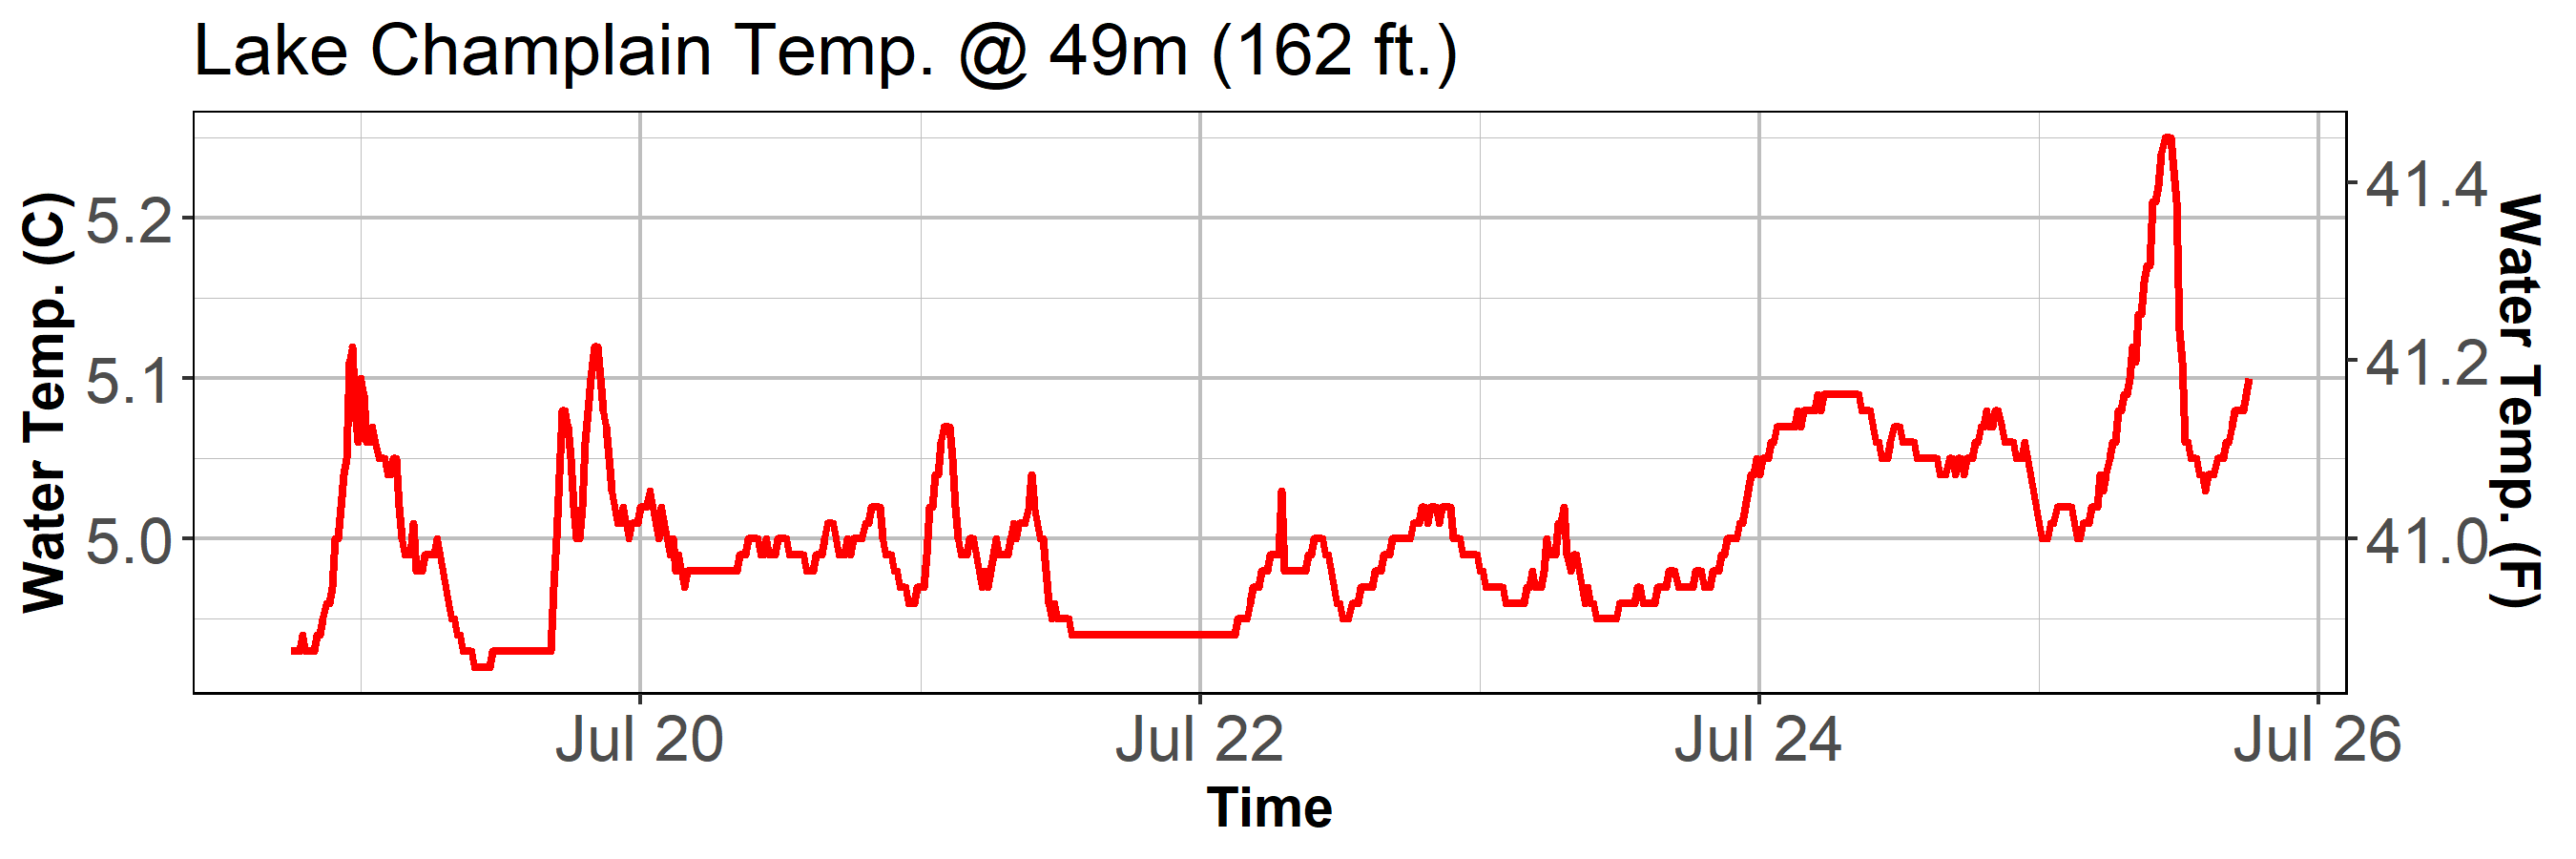 Lake Champlain Temp. @ 49m (162 ft.)
Water Temp. (C)
5.2
5.1
5.0
41.4
41.2
41.0
Water Temp. (F)
Jul 20
Jul 22
Jul 24
Jul 26
Time